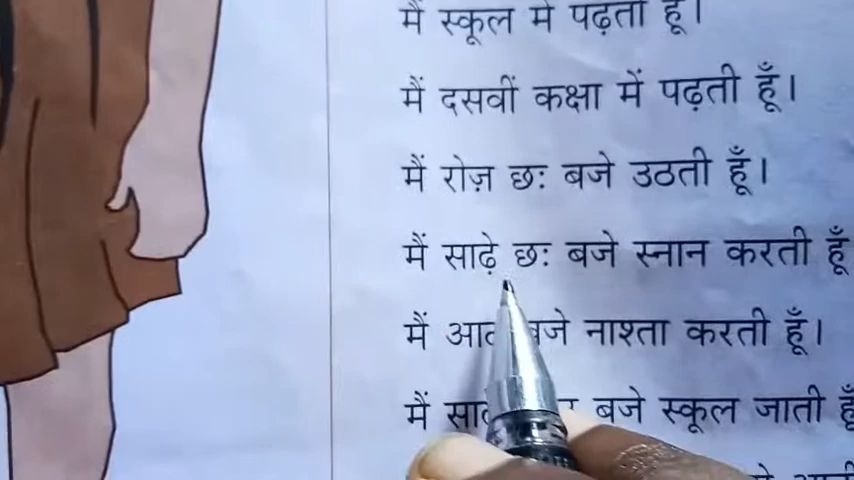 मैं स्कूल में पढ़ती हूँ।
मैं दसवीं कक्षा में पढ़ती हूँ।
मैं रोज़ छः बजे उठती हूँ।
मैं साढ़े छः बजे स्नान करती हूँ
मैं बजे नाश्ता करती हूँ।
मैं बजे स्कूल जाती हूँ